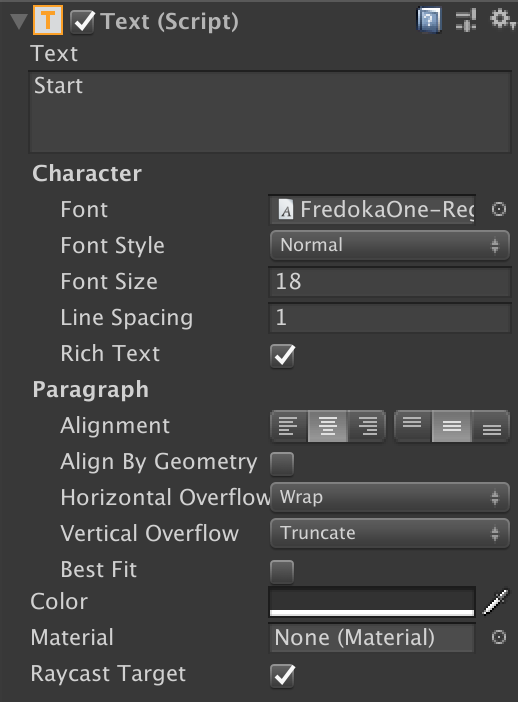 Text (Script)
Text
Start
Character
Font FredokaOne-Reg
Font Style Normal
Font Size 18
Line Spacing 1
Rich Text
Paragraph
Alignment
Align By Geometry
Horizontal Overflow Wrap
Vertical Overflow Truncate
Best Fit
Color
Material None (Material)
Raycast Target